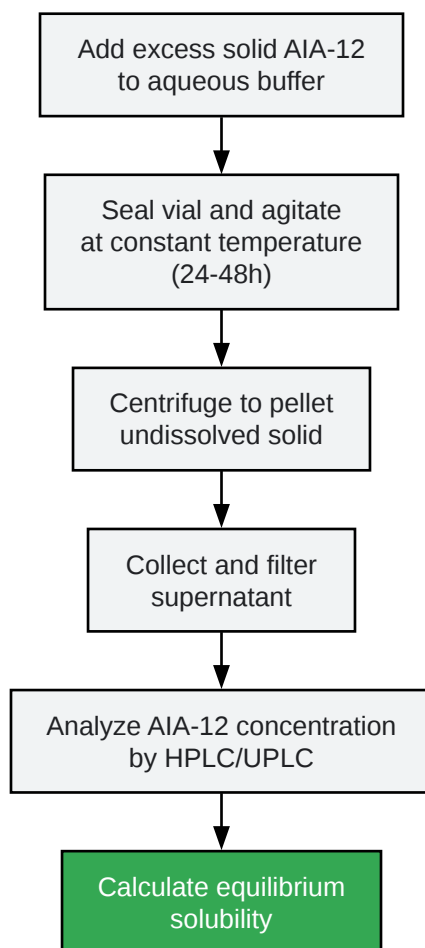 Add excess solid AIA-12
to aqueous buffer
Seal vial and agitate
at constant temperature
(24-48h)
Centrifuge to pellet
undissolved solid
Collect and filter
supernatant
Analyze AIA-12 concentration
by HPLC/UPLC
Calculate equilibrium
solubility